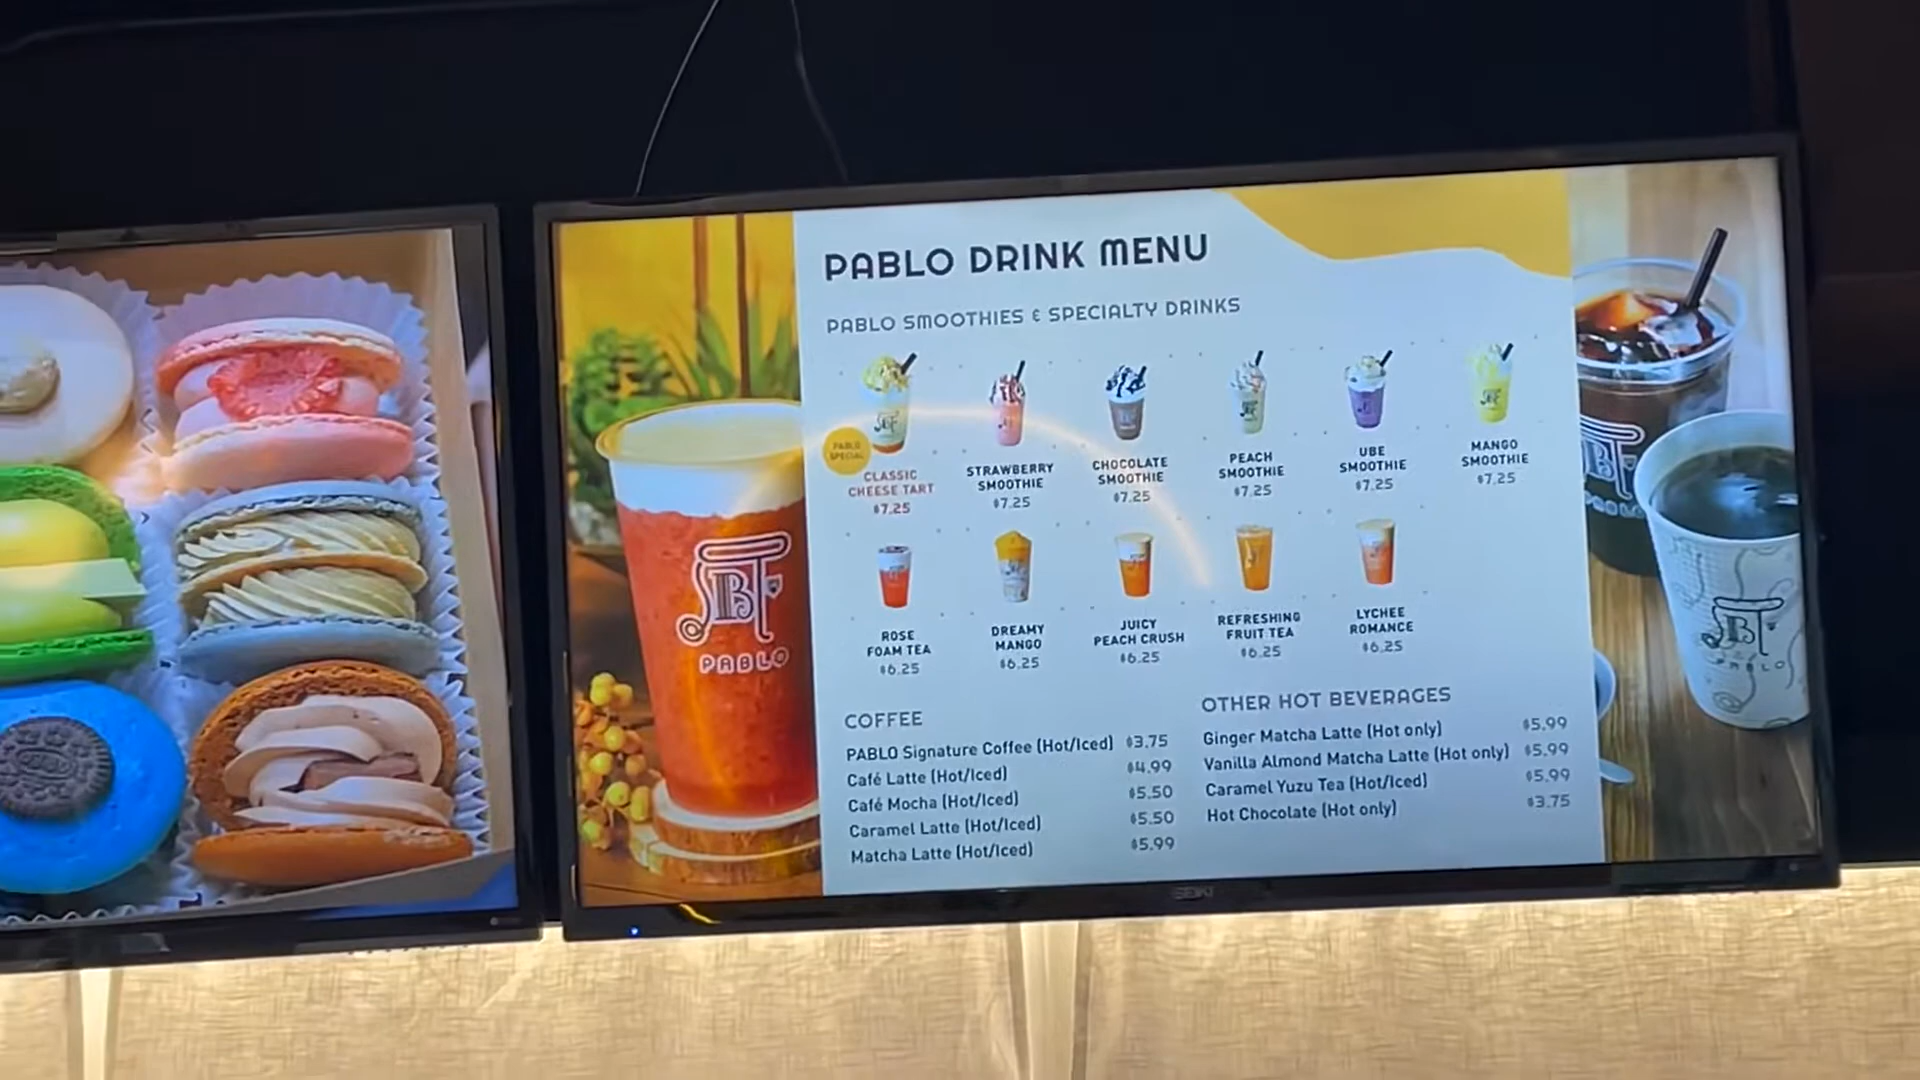 PABLO DRINK MENU
PABLO SMOOTHIES & SPECIALTY DRINKS
PABLO
SPECIAL
CLASSIC
CHEESE TART
$7.25
STRAWBERRY
SMOOTHIE
$7.25
CHOCOLATE
SMOOTHIE
$7.25
PEACH
SMOOTHIE
$7.25
UBE
SMOOTHIE
$7.25
MANGO
SMOOTHIE
$7.25
ROSE
FOAM TEA
$6.25
DREAMY
MANGO
$6.25
JUICY
PEACH CRUSH
$6.25
REFRESHING
FRUIT TEA
$6.25
LYCHEE
ROMANCE
$6.25
COFFEE
PABLO Signature Coffee (Hot/Iced) $3.75
Café Latte (Hot/Iced) $4.99
Café Mocha (Hot/Iced) $5.50
Caramel Latte (Hot/Iced) $5.50
Matcha Latte (Hot/Iced) $5.99
OTHER HOT BEVERAGES
Ginger Matcha Latte (Hot only) $5.99
Vanilla Almond Matcha Latte (Hot only) $5.99
Caramel Yuzu Tea (Hot/Iced) $5.99
Hot Chocolate (Hot only) $3.75
PABLO
PABLO
PABLO
SEIKI